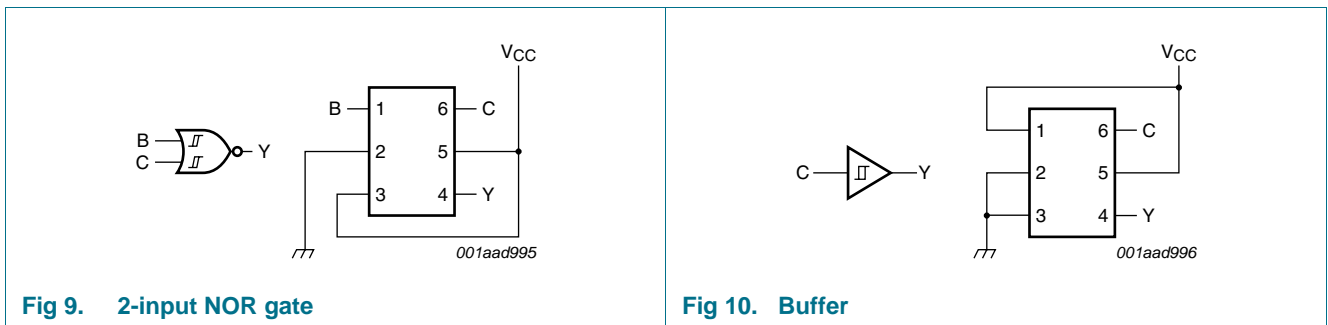 VCC
B 1 6 C
B
C
Y
2 5
3 4 Y
001aad995
Fig 9. 2-input NOR gate
VCC
1 6 C
C Y
2 5
3 4 Y
001aad996
Fig 10. Buffer